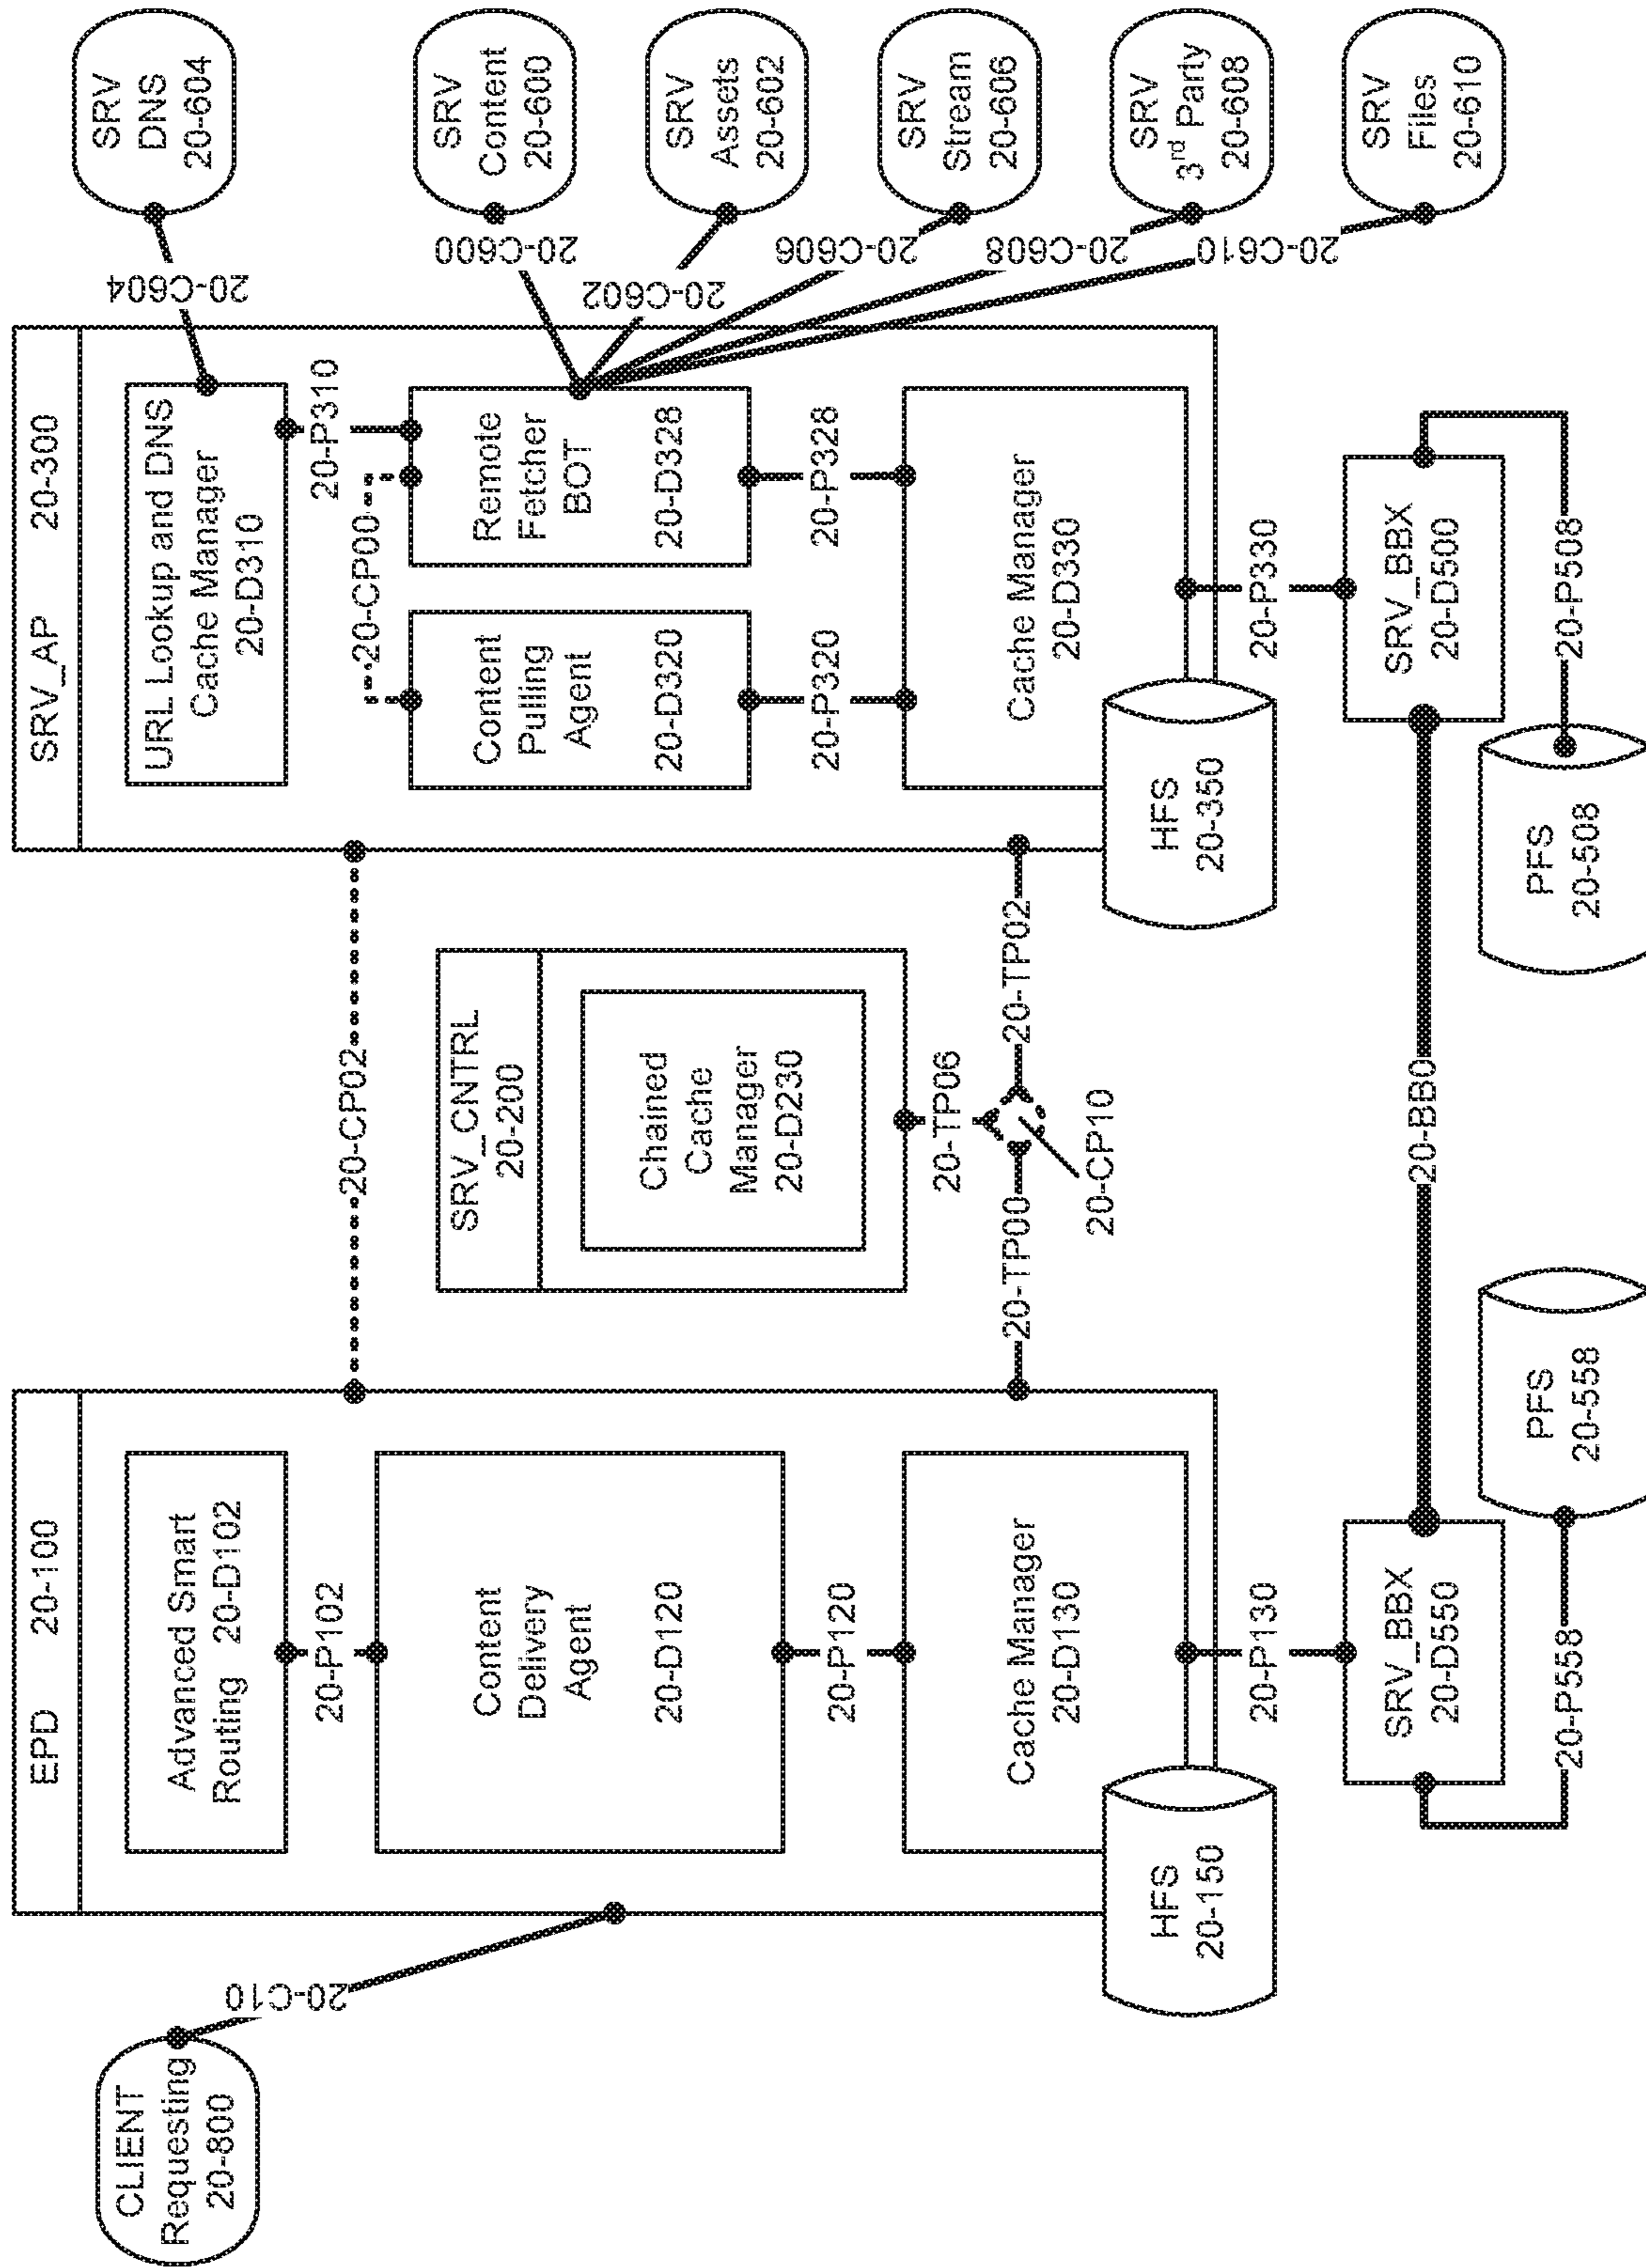 CLIENT
Requesting
20-800
20-C10
EPD 20-100
Advanced Smart
Routing 20-D102
20-P102
Content
Delivery
Agent
20-D120
20-P120
Cache Manager
20-D130
HFS
20-150
20-P130
SRV_BBX
20-D550
20-P558
PFS
20-558
20-CP02
SRV_CNTRL
20-200
Chained
Cache
Manager
20-D230
20-TP06
20-TP00
20-TP02
20-CP10
20-BB0
SRV_AP 20-300
URL Lookup and DNS
Cache Manager
20-D310
20-P310
20-CP00
Content
Pulling
Agent
20-D320
Remote
Fetcher
BOT
20-D328
20-P320
20-P328
Cache Manager
20-D330
HFS
20-350
20-P330
SRV_BBX
20-D500
20-P508
PFS
20-508
20-C604
20-C600
20-C602
20-C606
20-C608
20-C610
SRV
DNS
20-604
SRV
Content
20-600
SRV
Assets
20-602
SRV
Stream
20-606
SRV
3rd Party
20-608
SRV
Files
20-610